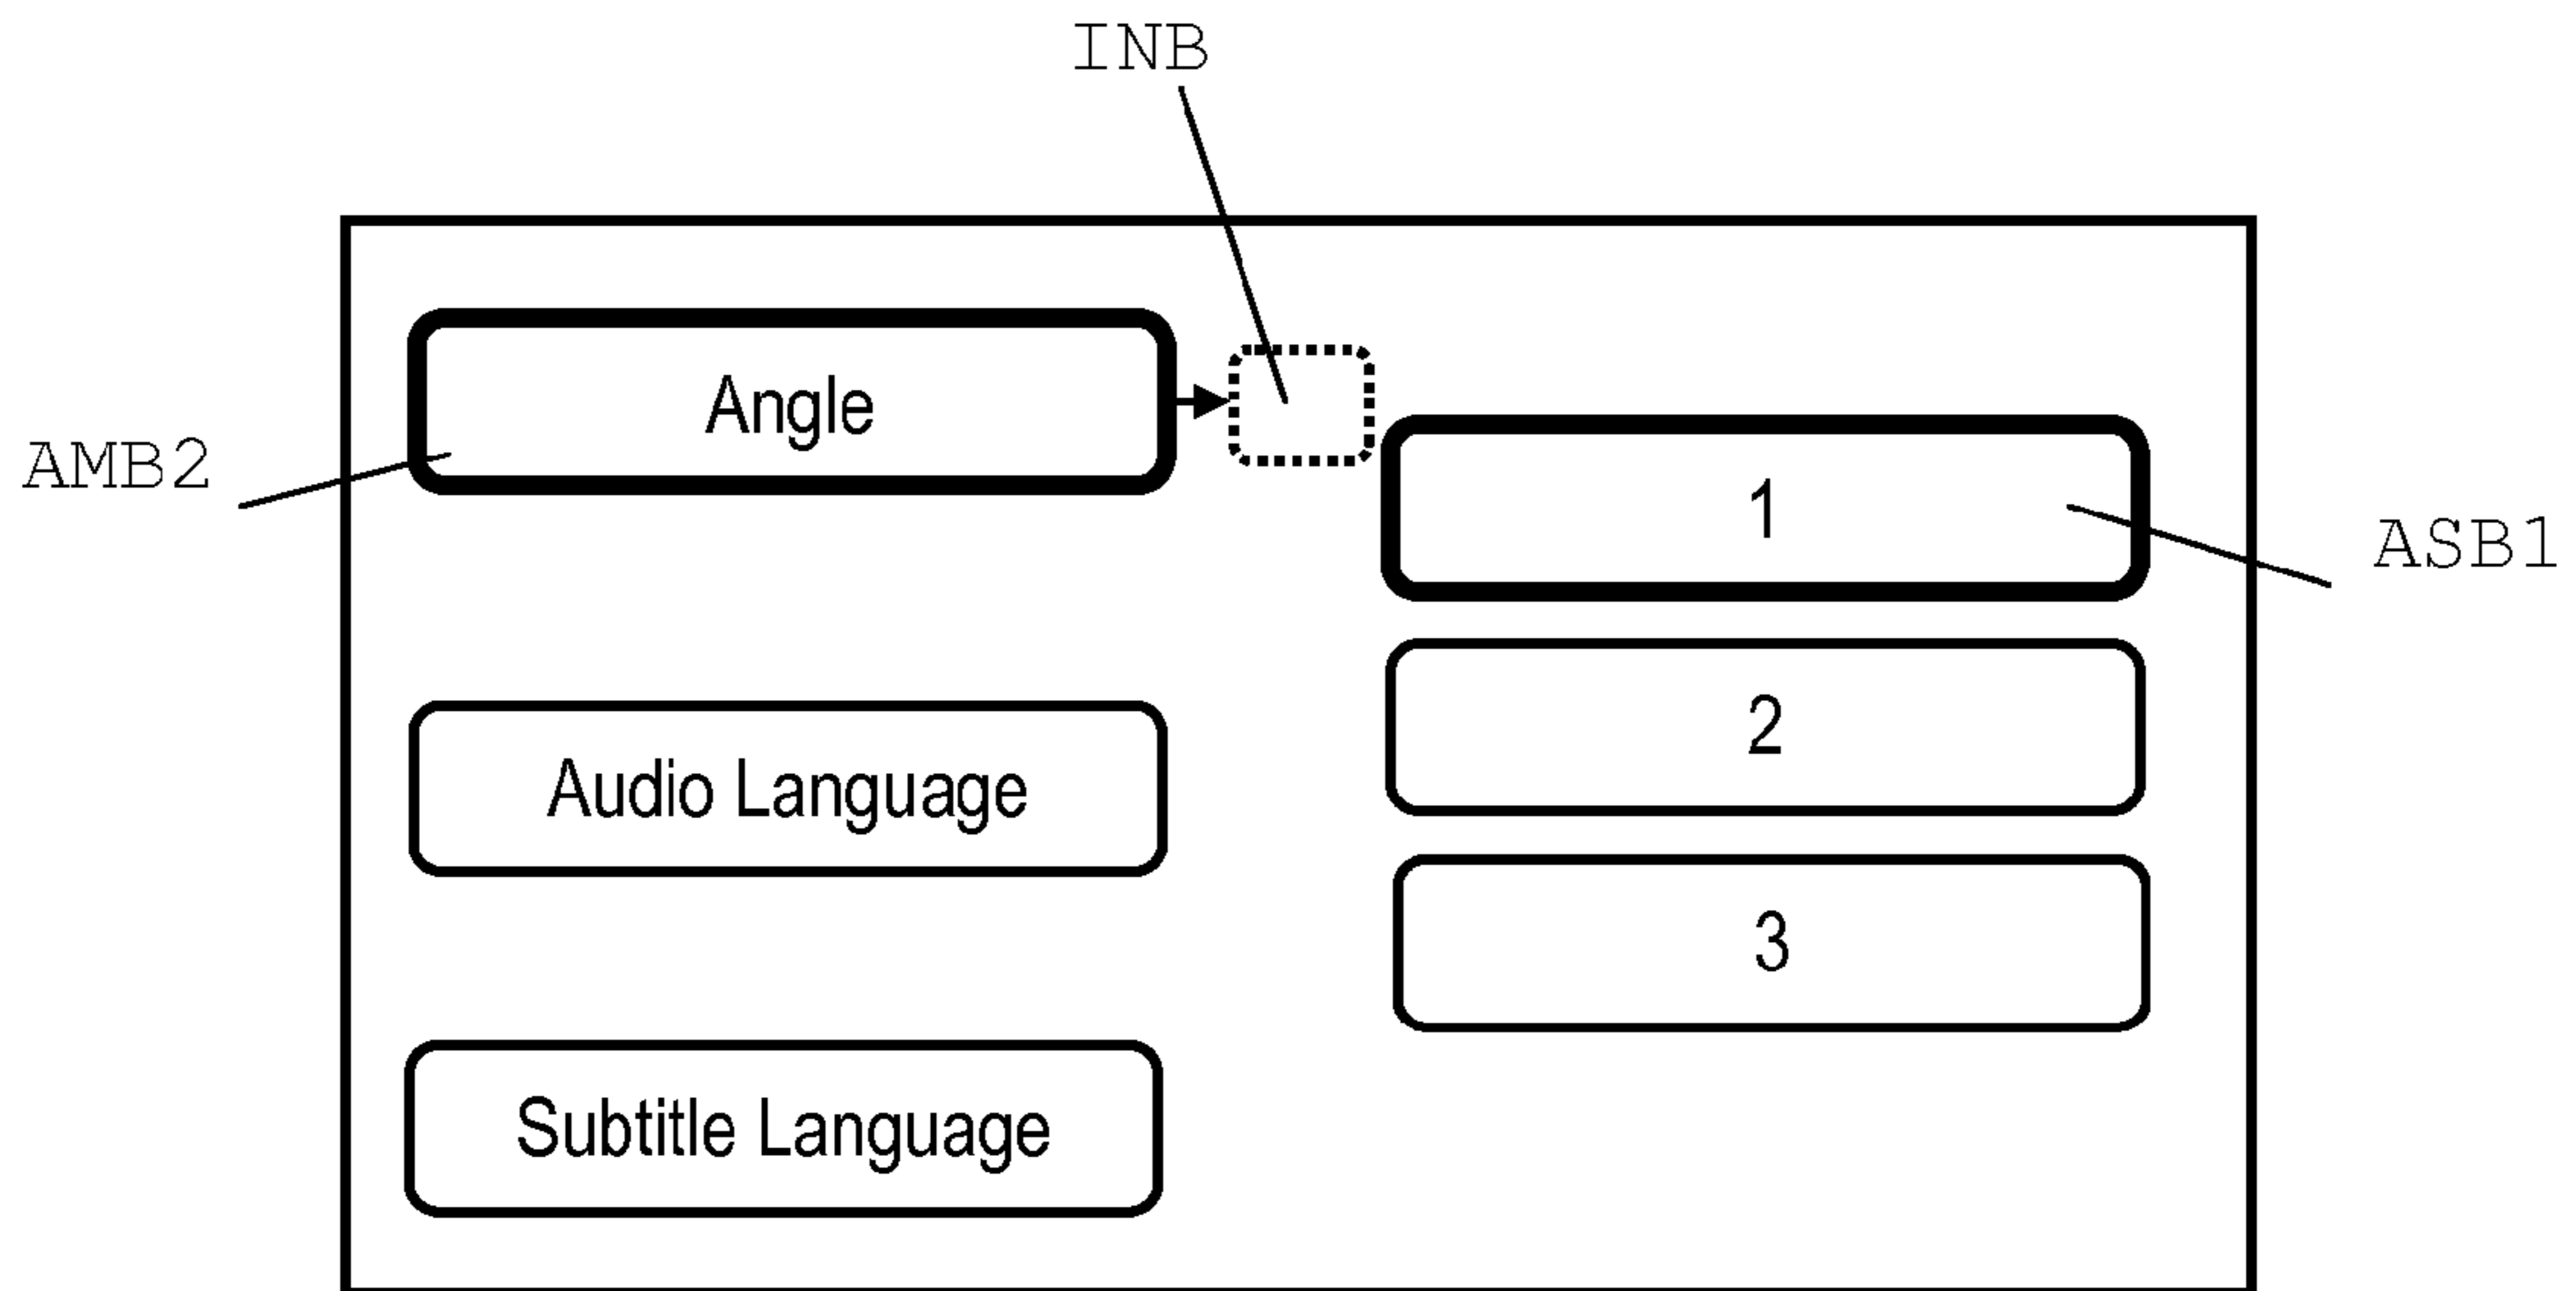 INB
Angle
AMB2
1
ASB1
2
Audio Language
3
Subtitle Language